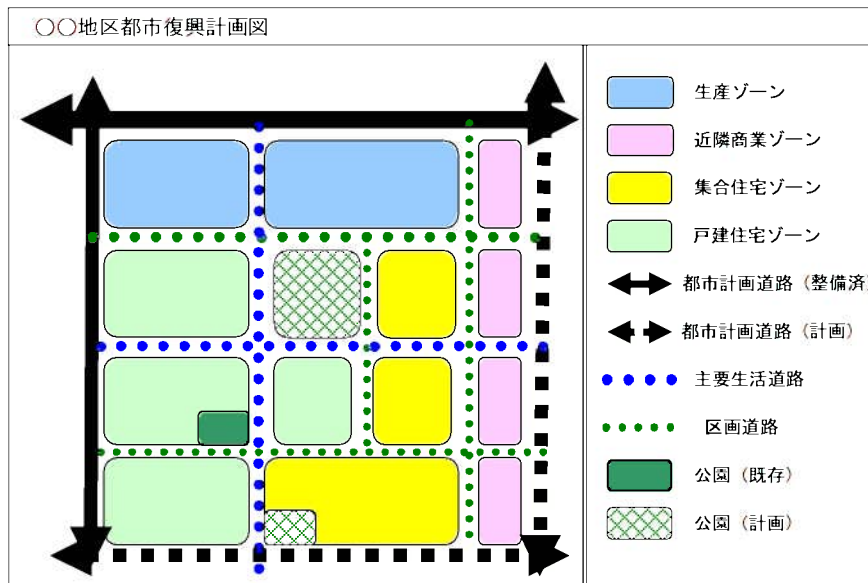 〇〇地区都市復興計画図
生産ゾーン
近隣商業ゾーン
集合住宅ゾーン
戸建住宅ゾーン
都市計画道路（整備済）
都市計画道路（計画）
主要生活道路
区画道路
公園（既存）
公園（計画）